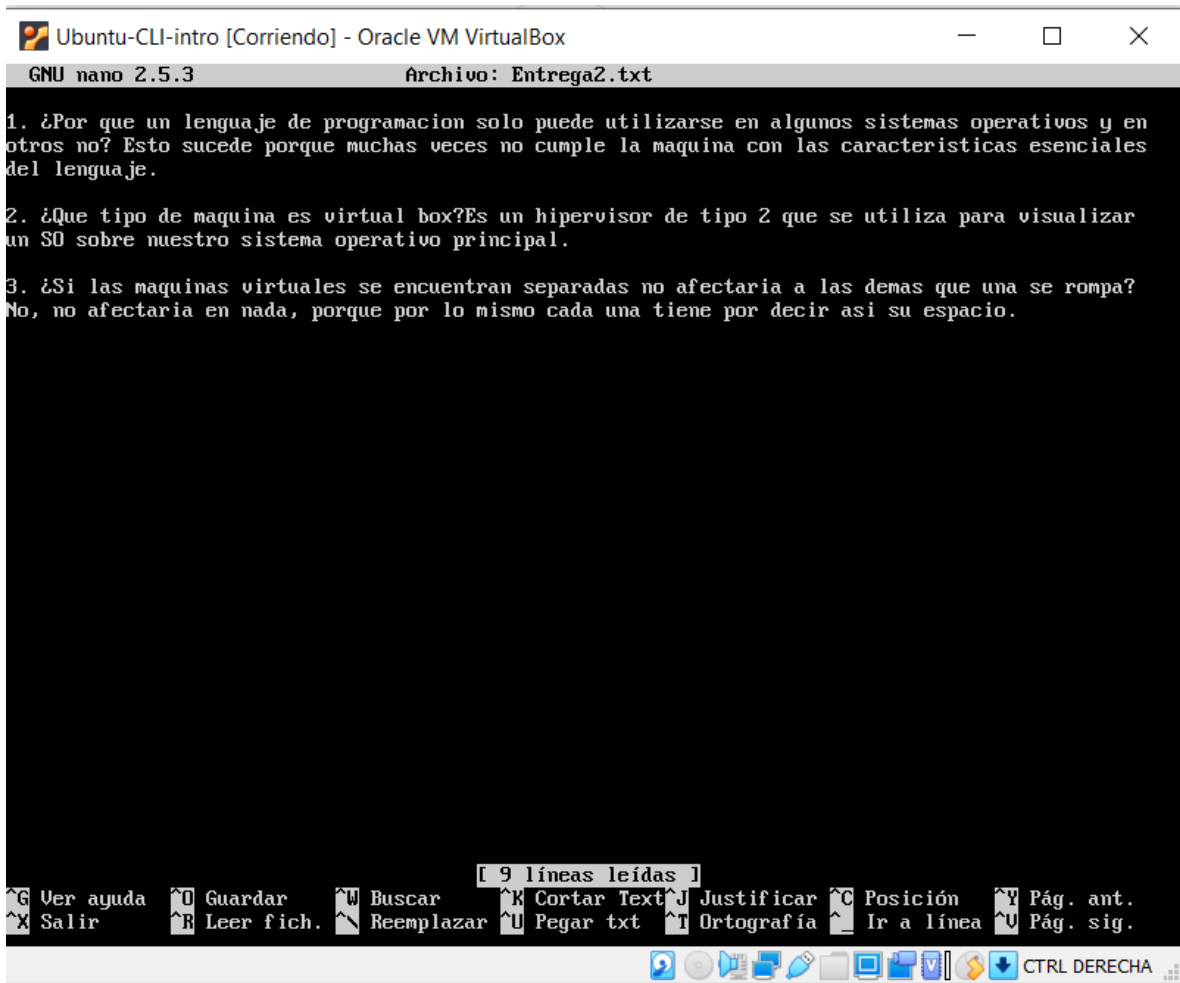 Ubuntu-CLI-intro [Corriendo] - Oracle VM VirtualBox
GNU nano 2.5.3 Archivo: Entrega2.txt
1. ¿Por que un lenguaje de programacion solo puede utilizarse en algunos sistemas operativos y en
otros no? Esto sucede porque muchas veces no cumple la maquina con las caracteristicas esenciales
del lenguaje.
2. ¿Que tipo de maquina es virtual box?Es un hipervisor de tipo 2 que se utiliza para visualizar
un SO sobre nuestro sistema operativo principal.
3. ¿Si las maquinas virtuales se encuentran separadas no afectaria a las demas que una se rompa?
No, no afectaria en nada, porque por lo mismo cada una tiene por decir asi su espacio.
[ 9 líneas leídas ]
^G Ver ayuda ^O Guardar ^W Buscar ^K Cortar Text ^J Justificar ^C Posición ^Y Pág. ant.
^X Salir ^R Leer fich. ^\ Reemplazar ^U Pegar txt ^T Ortografía ^_ Ir a línea ^V Pág. sig.
CTRL DERECHA